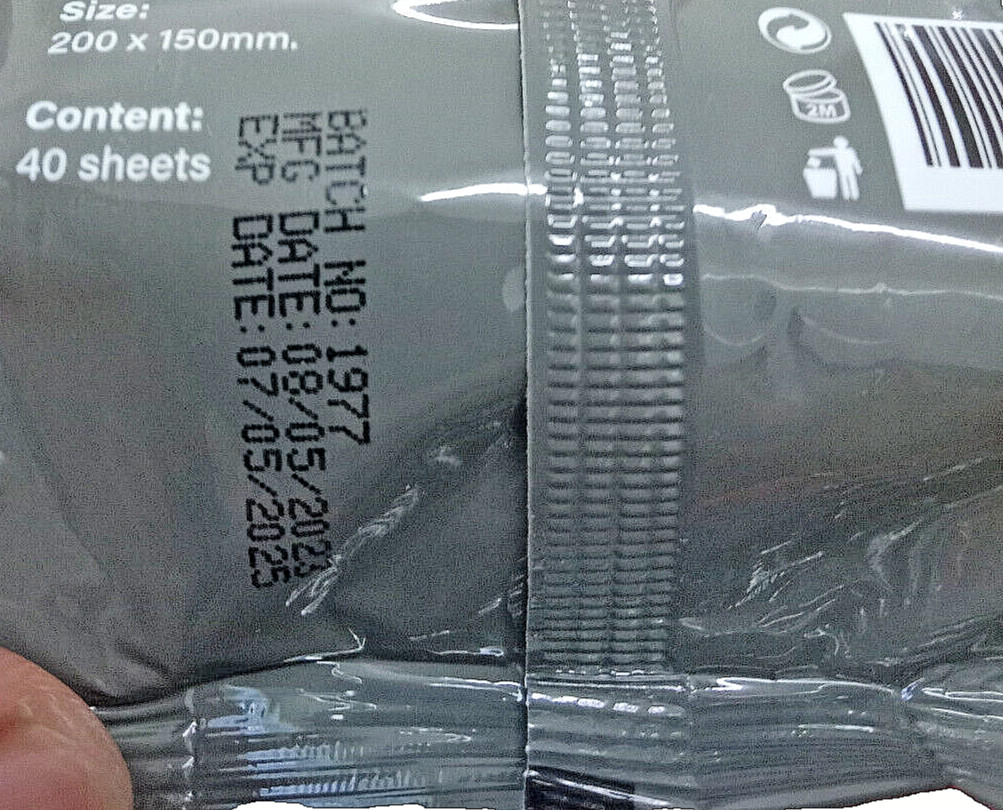 Size:
200 x 150mm.
Content:
40 sheets
BATCH NO: 1977
MFG DATE: 08/05/2023
EXP DATE: 07/05/2025
2M